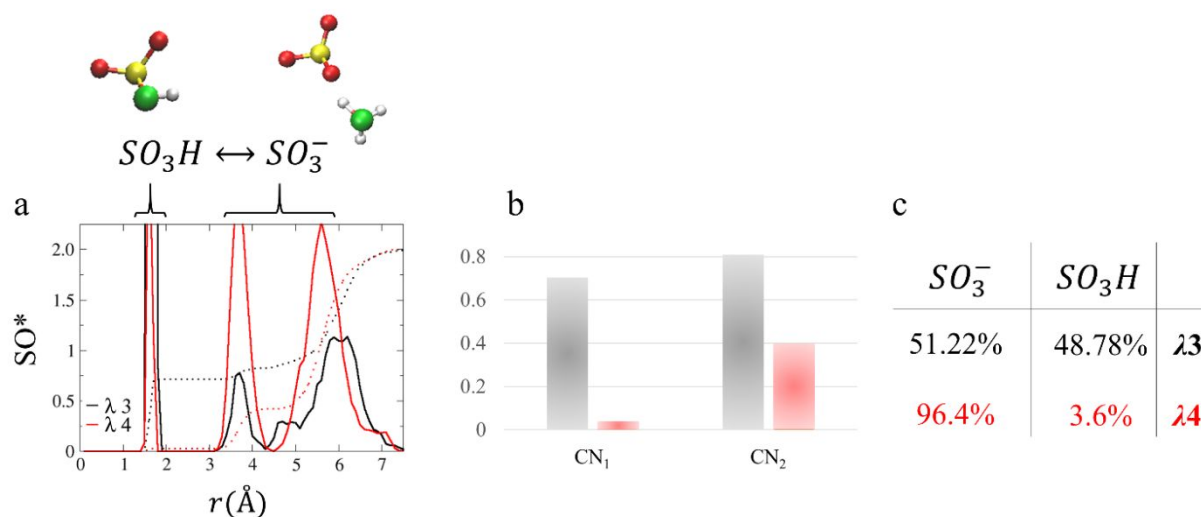 SO₃H ↔ SO₃⁻
a
2.0
1.5
1
0.5
0
SO*
λ 3
λ 4
0 1 2 3 4 5 6 7
r(Å)
b
0.8
0.6
0.4
0.2
0
CN₁ CN₂
c
SO₃⁻ SO₃H
51.22% 48.78% λ3
96.4% 3.6% λ4